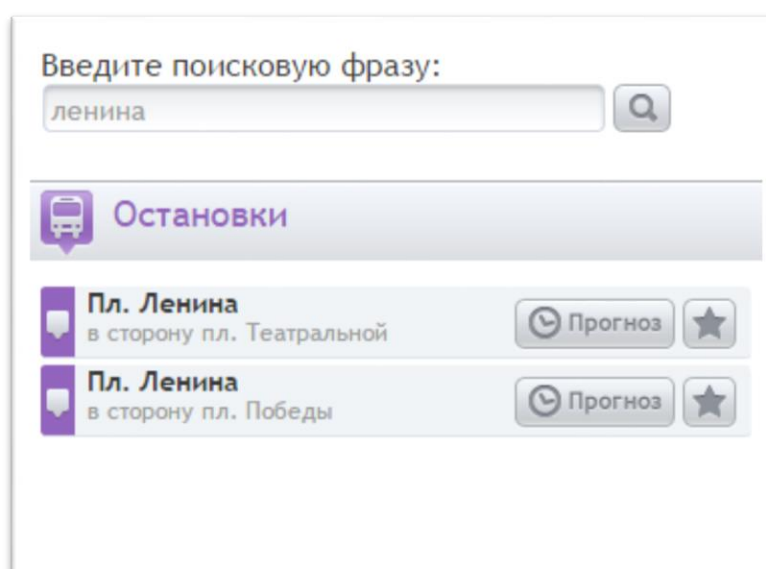 Введите поисковую фразу:
ленина
Остановки
Пл. Ленина
в сторону пл. Театральной
Прогноз
Пл. Ленина
в сторону пл. Победы
Прогноз